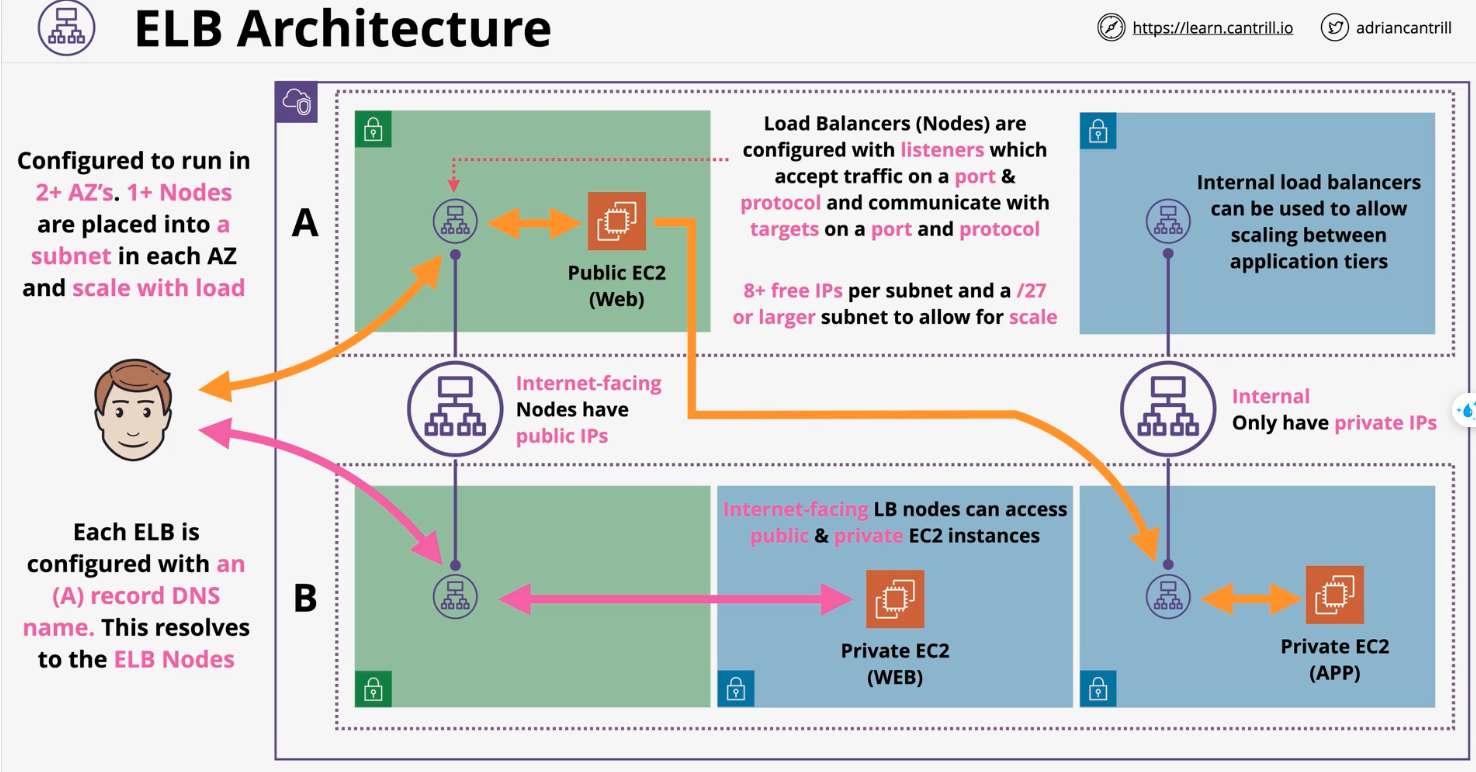 ELB Architecture
https://learn.cantrill.io
adriancantrill
Configured to run in
2+ AZ's. 1+ Nodes
are placed into a
subnet in each AZ
and scale with load
Each ELB is
configured with an
(A) record DNS
name. This resolves
to the ELB Nodes
A
Public EC2
(Web)
Load Balancers (Nodes) are
configured with listeners which
accept traffic on a port &
protocol and communicate with
targets on a port and protocol
8+ free IPs per subnet and a /27
or larger subnet to allow for scale
Internal load balancers
can be used to allow
scaling between
application tiers
Internet-facing
Nodes have
public IPs
Internal
Only have private IPs
B
Internet-facing LB nodes can access
public & private EC2 instances
Private EC2
(WEB)
Private EC2
(APP)